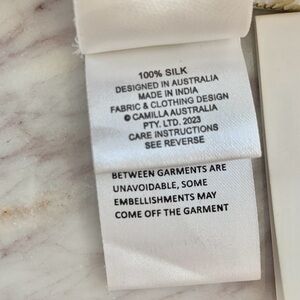 100% SILK
DESIGNED IN AUSTRALIA
MADE IN INDIA
FABRIC & CLOTHING DESIGN
© CAMILLA AUSTRALIA
PTY. LTD. 2023
CARE INSTRUCTIONS
SEE REVERSE
BETWEEN GARMENTS ARE
UNAVOIDABLE, SOME
EMBELLISHMENTS MAY
COME OFF THE GARMENT